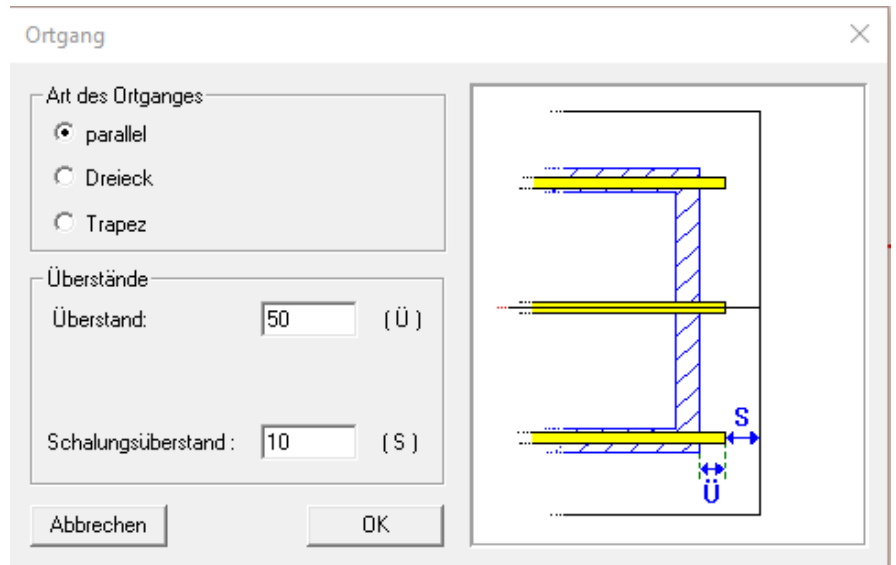 Ortgang
Art des Ortganges
parallel
Dreieck
Trapez
Überstände
Überstand: 50 ( Ü )
Schalungsüberstand : 10 ( S )
Abbrechen OK
S
Ü